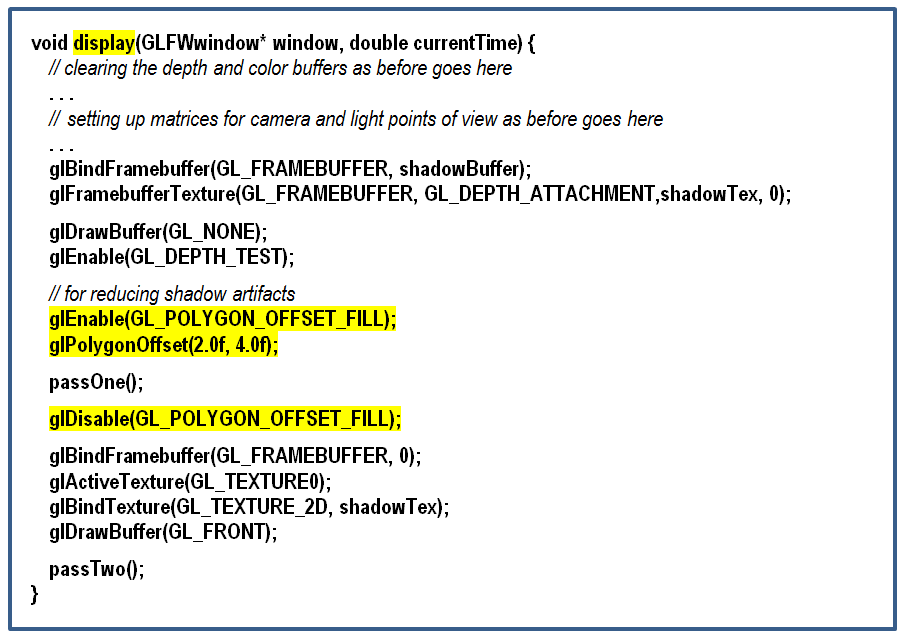 void display(GLFWwindow* window, double currentTime) {
// clearing the depth and color buffers as before goes here
. . .
// setting up matrices for camera and light points of view as before goes here
. . .
glBindFramebuffer(GL_FRAMEBUFFER, shadowBuffer);
glFramebufferTexture(GL_FRAMEBUFFER, GL_DEPTH_ATTACHMENT,shadowTex, 0);
glDrawBuffer(GL_NONE);
glEnable(GL_DEPTH_TEST);
// for reducing shadow artifacts
glEnable(GL_POLYGON_OFFSET_FILL);
glPolygonOffset(2.0f, 4.0f);
passOne();
glDisable(GL_POLYGON_OFFSET_FILL);
glBindFramebuffer(GL_FRAMEBUFFER, 0);
glActiveTexture(GL_TEXTURE0);
glBindTexture(GL_TEXTURE_2D, shadowTex);
glDrawBuffer(GL_FRONT);
passTwo();
}